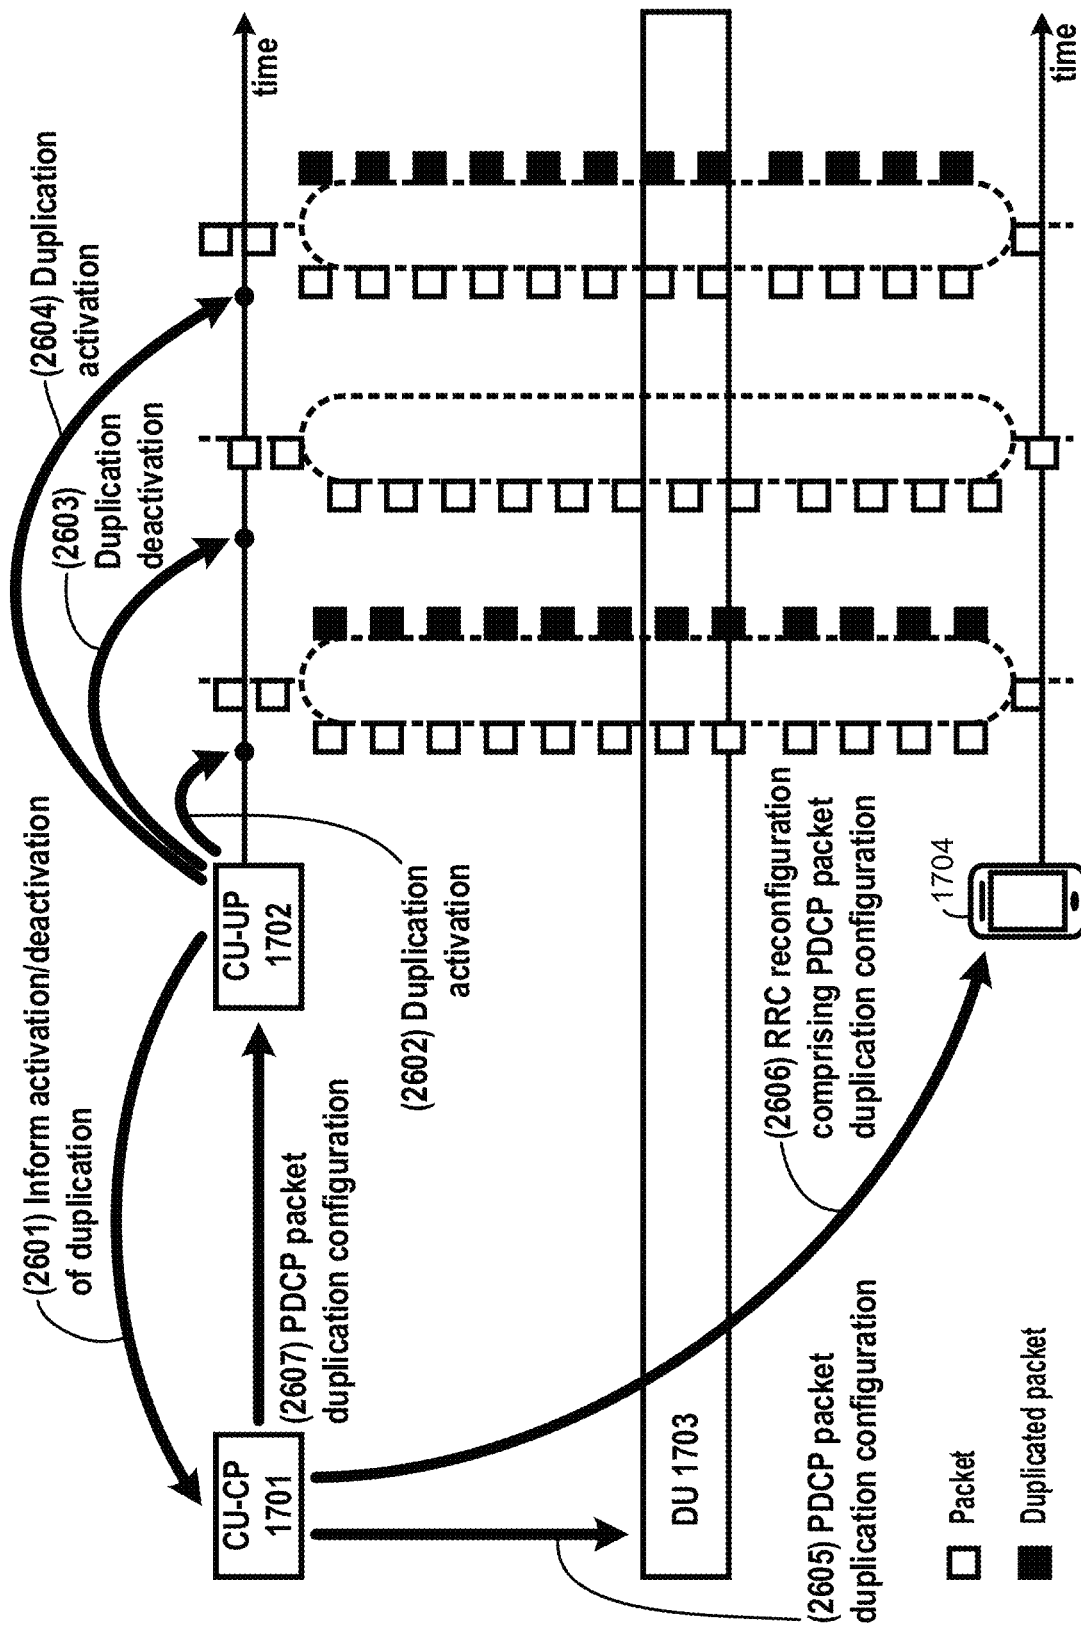 (2601) Inform activation/deactivation
of duplication
(2604) Duplication
activation
(2603)
Duplication
deactivation
CU-CP
1701
CU-UP
1702
time
(2607) PDCP packet
duplication configuration
(2602) Duplication
activation
DU 1703
(2605) PDCP packet
duplication configuration
(2606) RRC reconfiguration
comprising PDCP packet
duplication configuration
1704
time
Packet
Duplicated packet